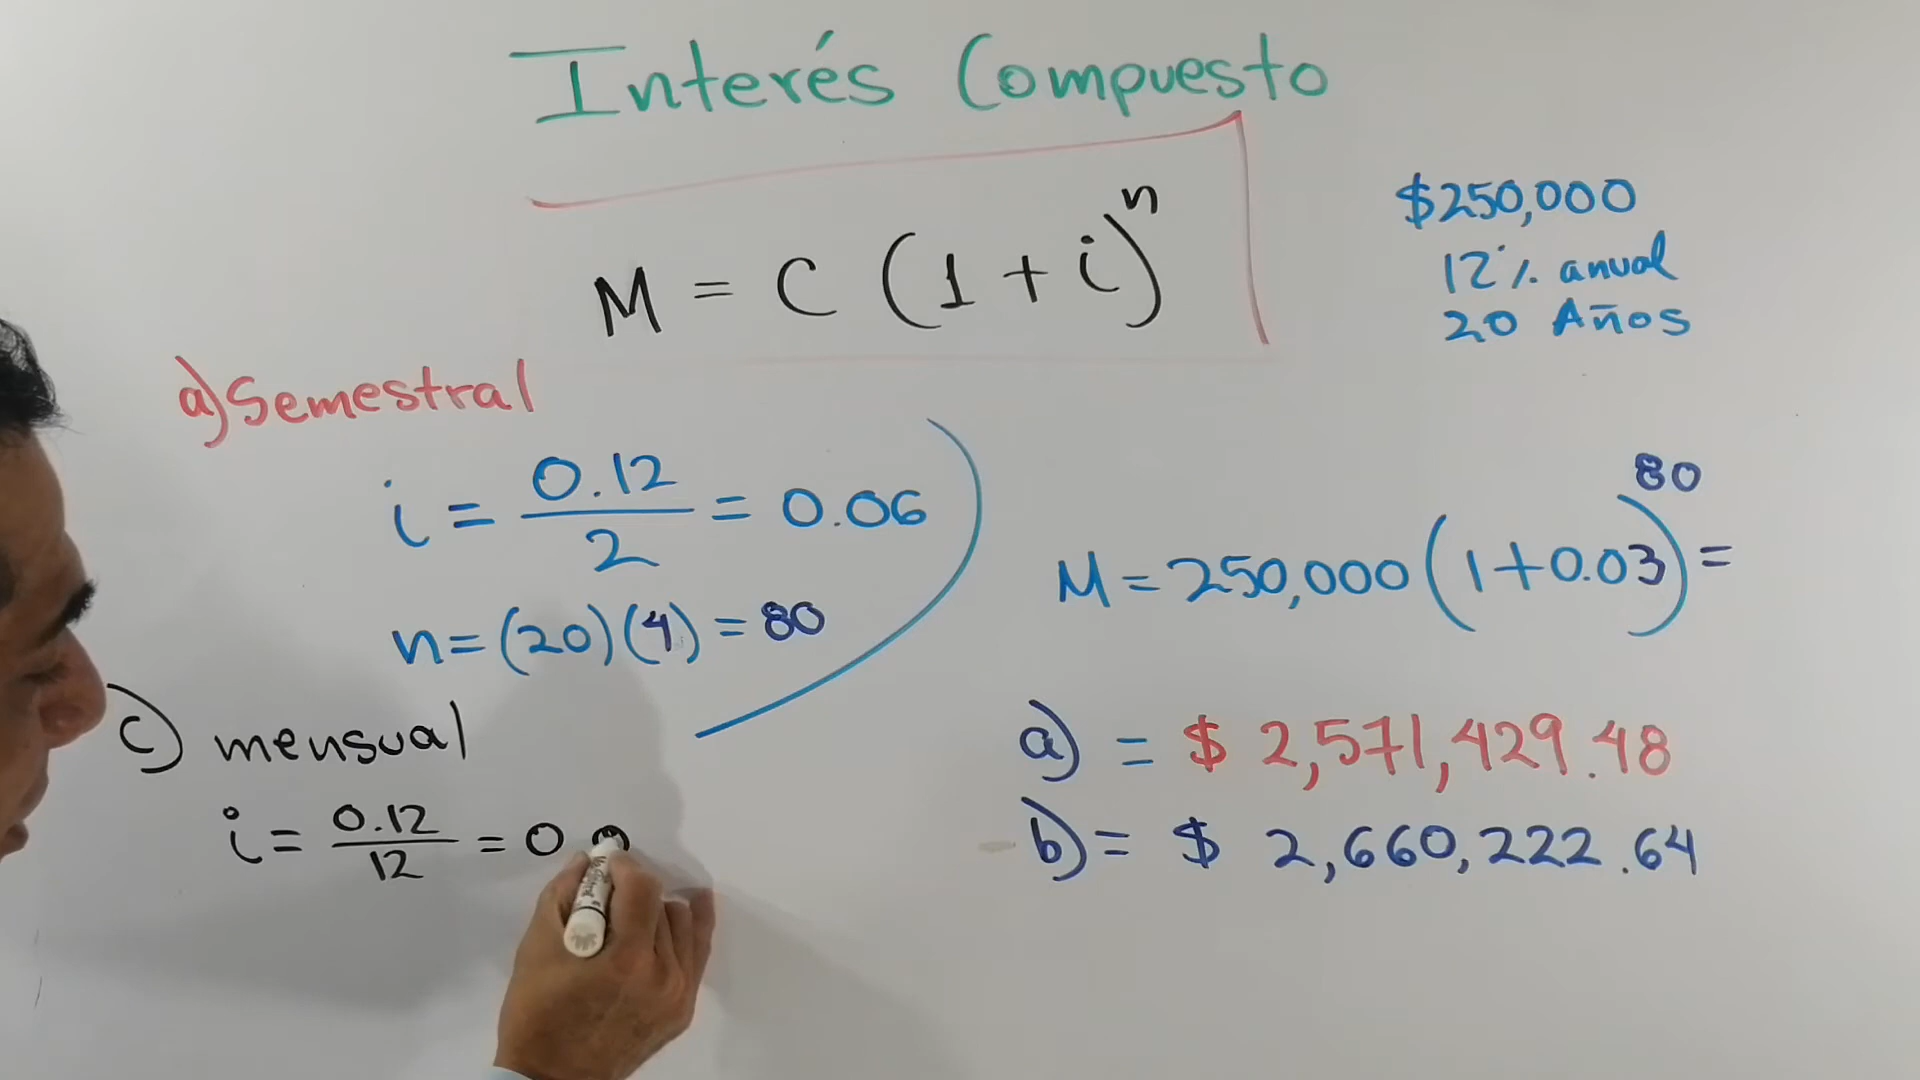 Interés Compuesto
M = C (1 + i)^n
$250,000
12% anual
20 Años
a) Semestral
i = 0.12/2 = 0.06
n = (20)(4) = 80
M = 250,000 (1+0.03)^80 =
c) mensual
i = 0.12/12 = 0.0
a) = $ 2,571,429.48
b) = $ 2,660,222.64